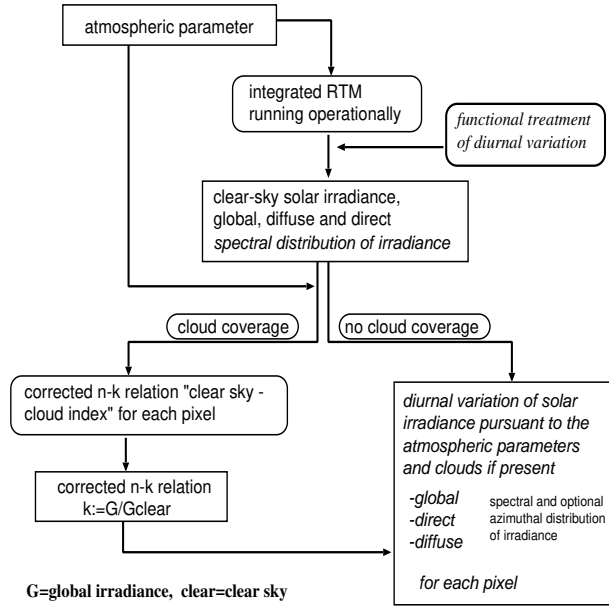 atmospheric parameter
integrated RTM
running operationally
functional treatment
of diurnal variation
clear-sky solar irradiance,
global, diffuse and direct
spectral distribution of irradiance
cloud coverage
no cloud coverage
corrected n-k relation "clear sky -
cloud index" for each pixel
corrected n-k relation
k:=G/Gclear
diurnal variation of solar
irradiance pursuant to the
atmospheric parameters
and clouds if present
-global
-direct
-diffuse
spectral and optional
azimuthal distribution
of irradiance
for each pixel
G=global irradiance, clear=clear sky